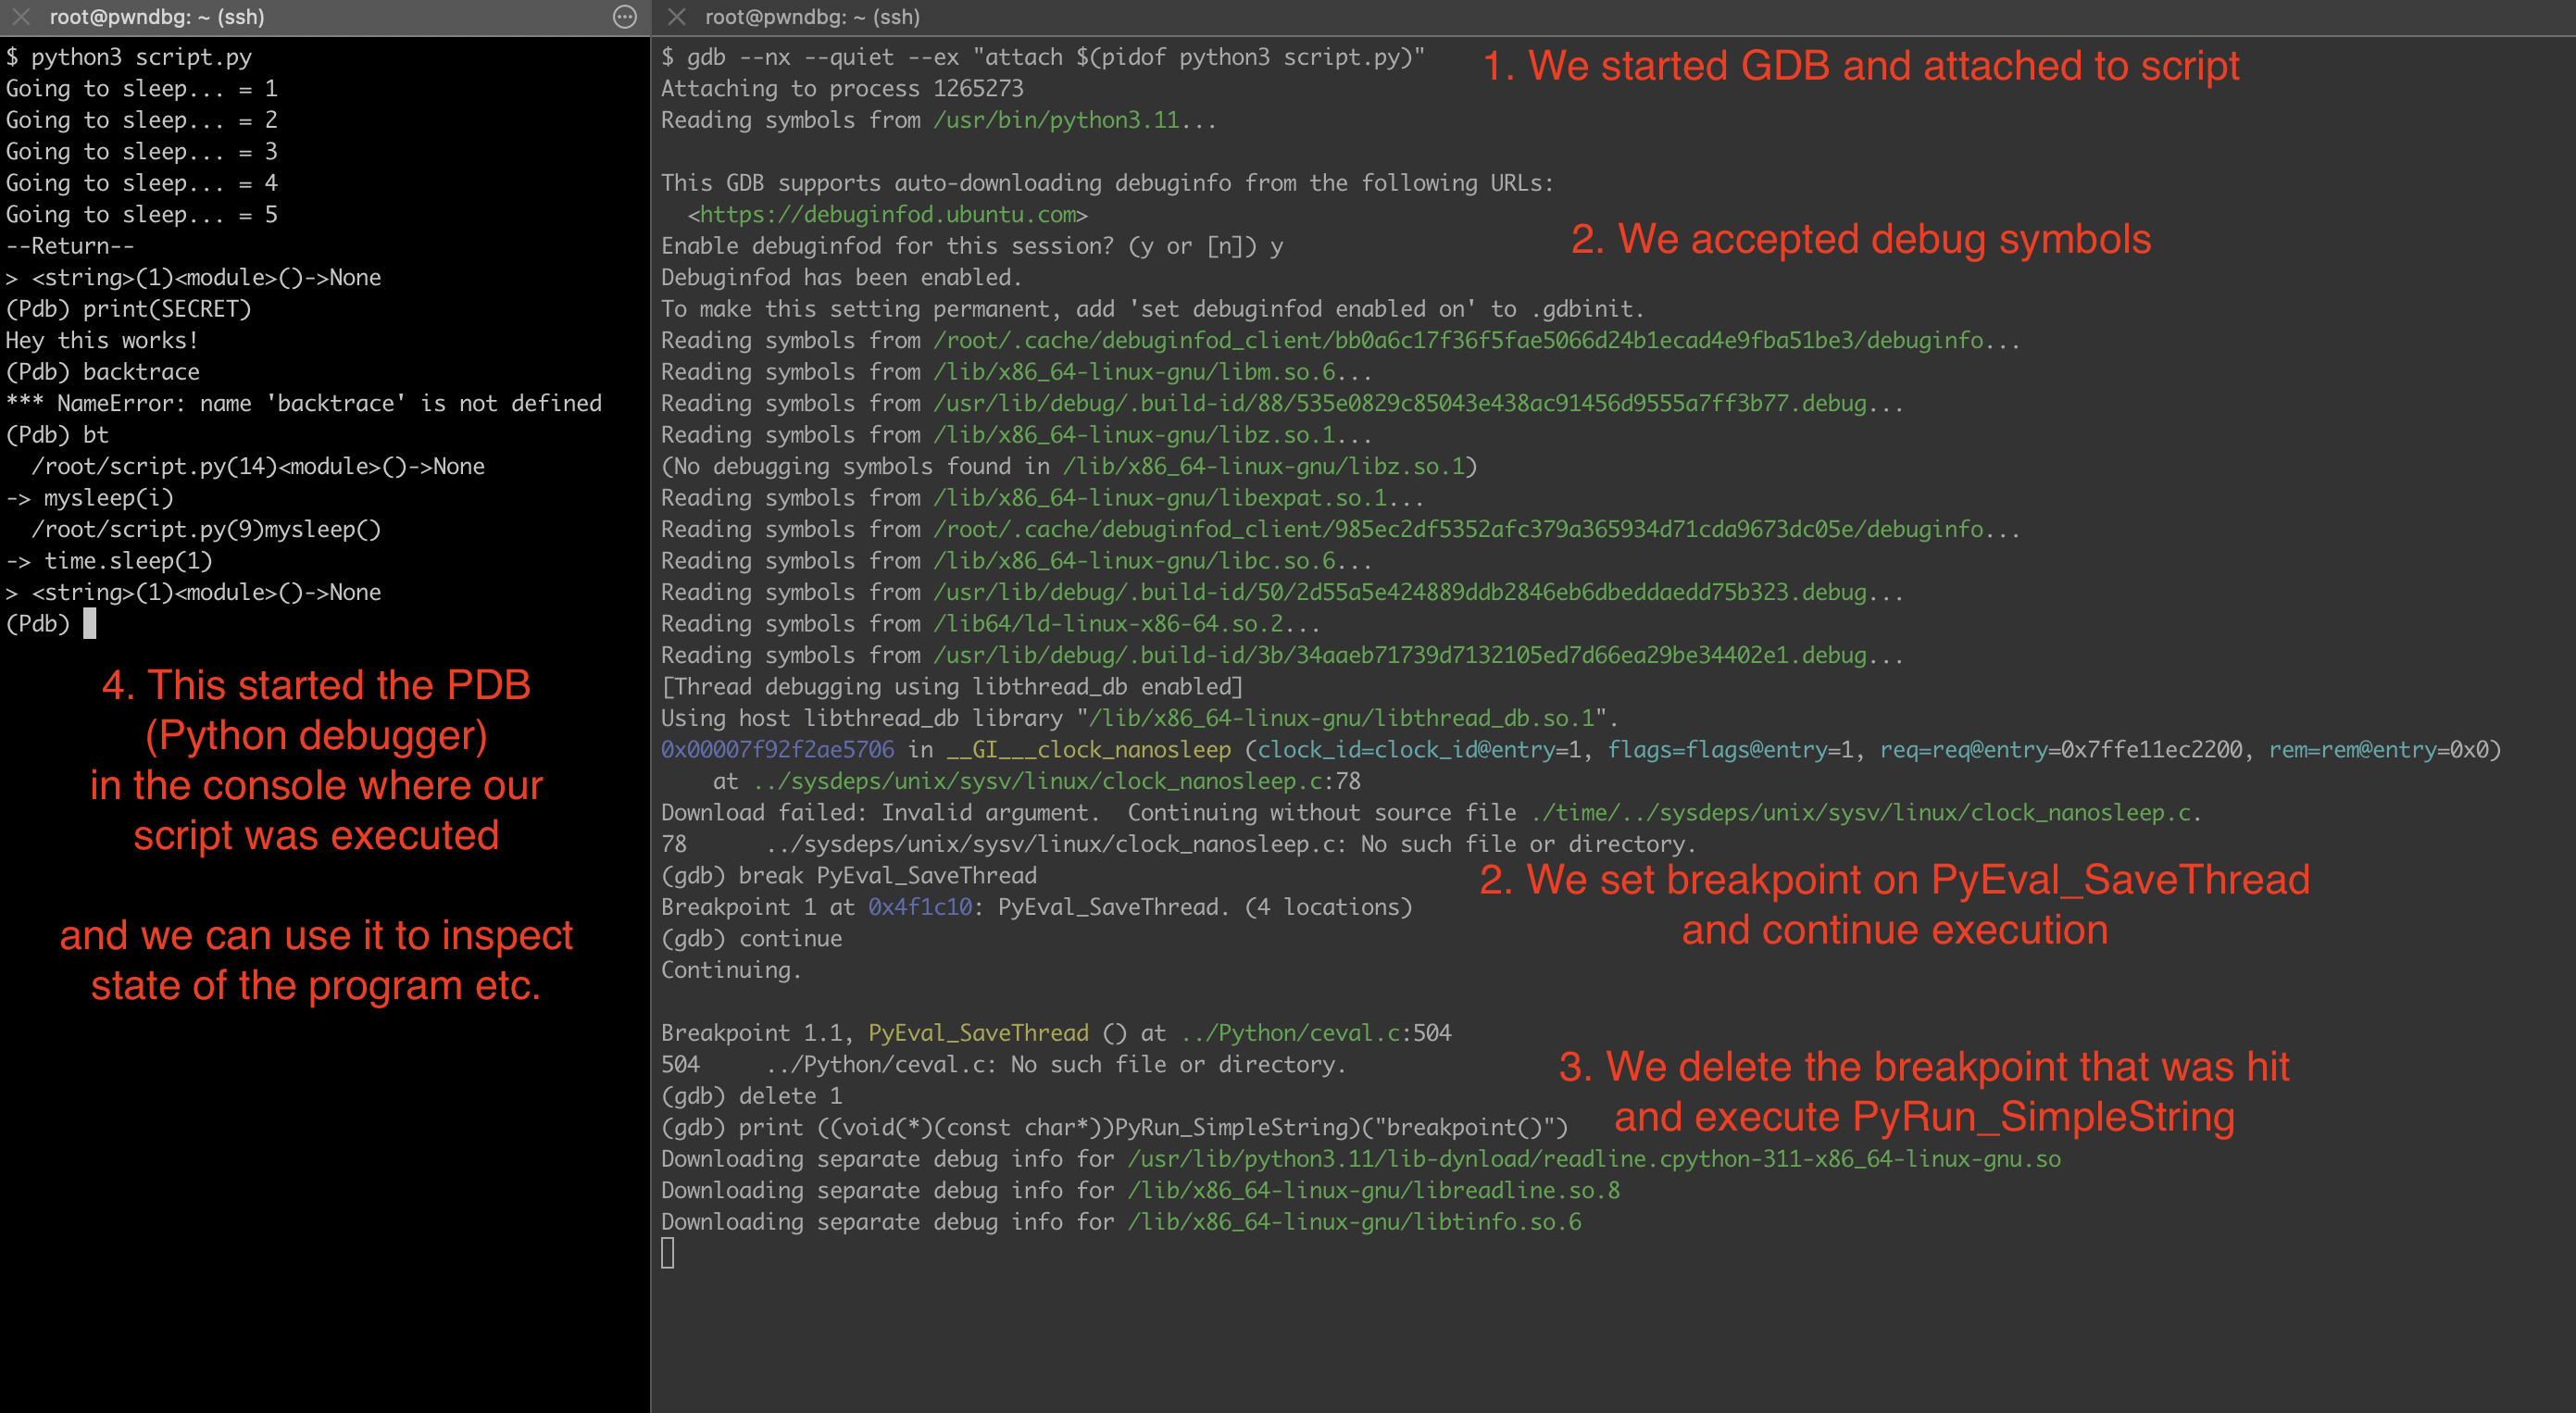 root@pwndbg: ~ (ssh)
$ python3 script.py
Going to sleep... = 1
Going to sleep... = 2
Going to sleep... = 3
Going to sleep... = 4
Going to sleep... = 5
--Return--
> <string>(1)<module>()->None
(Pdb) print(SECRET)
Hey this works!
(Pdb) backtrace
*** NameError: name 'backtrace' is not defined
(Pdb) bt
  /root/script.py(14)<module>()->None
-> mysleep(i)
  /root/script.py(9)mysleep()
-> time.sleep(1)
> <string>(1)<module>()->None
(Pdb)
4. This started the PDB
(Python debugger)
in the console where our
script was executed
and we can use it to inspect
state of the program etc.
root@pwndbg: ~ (ssh)
$ gdb --nx --quiet --ex "attach $(pidof python3 script.py)"
1. We started GDB and attached to script
Attaching to process 1265273
Reading symbols from /usr/bin/python3.11...
This GDB supports auto-downloading debuginfo from the following URLs:
  <https://debuginfod.ubuntu.com>
Enable debuginfod for this session? (y or [n]) y
2. We accepted debug symbols
Debuginfod has been enabled.
To make this setting permanent, add 'set debuginfod enabled on' to .gdbinit.
Reading symbols from /root/.cache/debuginfod_client/bb0a6c17f36f5fae5066d24b1ecad4e9fba51be3/debuginfo...
Reading symbols from /lib/x86_64-linux-gnu/libm.so.6...
Reading symbols from /usr/lib/debug/.build-id/88/535e0829c85043e438ac91456d9555a7ff3b77.debug...
Reading symbols from /lib/x86_64-linux-gnu/libz.so.1...
(No debugging symbols found in /lib/x86_64-linux-gnu/libz.so.1)
Reading symbols from /lib/x86_64-linux-gnu/libexpat.so.1...
Reading symbols from /root/.cache/debuginfod_client/985ec2df5352afc379a365934d71cda9673dc05e/debuginfo...
Reading symbols from /lib/x86_64-linux-gnu/libc.so.6...
Reading symbols from /usr/lib/debug/.build-id/50/2d55a5e424889ddb2846eb6dbeddaedd75b323.debug...
Reading symbols from /lib64/ld-linux-x86-64.so.2...
Reading symbols from /usr/lib/debug/.build-id/3b/34aaeb71739d7132105ed7d66ea29be34402e1.debug...
[Thread debugging using libthread_db enabled]
Using host libthread_db library "/lib/x86_64-linux-gnu/libthread_db.so.1".
0x00007f92f2ae5706 in __GI___clock_nanosleep (clock_id=clock_id@entry=1, flags=flags@entry=1, req=req@entry=0x7ffe11ec2200, rem=rem@entry=0x0)
    at ../sysdeps/unix/sysv/linux/clock_nanosleep.c:78
Download failed: Invalid argument.  Continuing without source file ./time/../sysdeps/unix/sysv/linux/clock_nanosleep.c.
78      ../sysdeps/unix/sysv/linux/clock_nanosleep.c: No such file or directory.
(gdb) break PyEval_SaveThread
2. We set breakpoint on PyEval_SaveThread
Breakpoint 1 at 0x4f1c10: PyEval_SaveThread. (4 locations)
and continue execution
(gdb) continue
Continuing.
Breakpoint 1.1, PyEval_SaveThread () at ../Python/ceval.c:504
504     ../Python/ceval.c: No such file or directory.
3. We delete the breakpoint that was hit
(gdb) delete 1
and execute PyRun_SimpleString
(gdb) print ((void(*)(const char*))PyRun_SimpleString)("breakpoint()")
Downloading separate debug info for /usr/lib/python3.11/lib-dynload/readline.cpython-311-x86_64-linux-gnu.so
Downloading separate debug info for /lib/x86_64-linux-gnu/libreadline.so.8
Downloading separate debug info for /lib/x86_64-linux-gnu/libtinfo.so.6